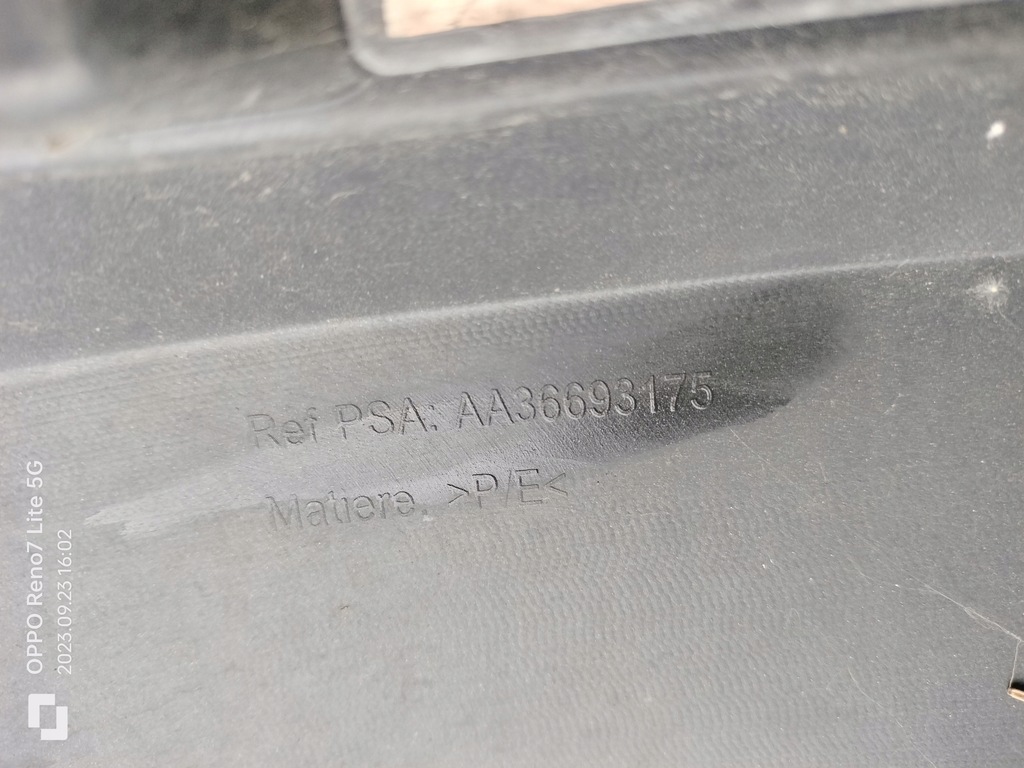 Ref PSA: AA36693175
Matiere. >P/E<
OPPO Reno7 Lite 5G
2023.09.23 16:02